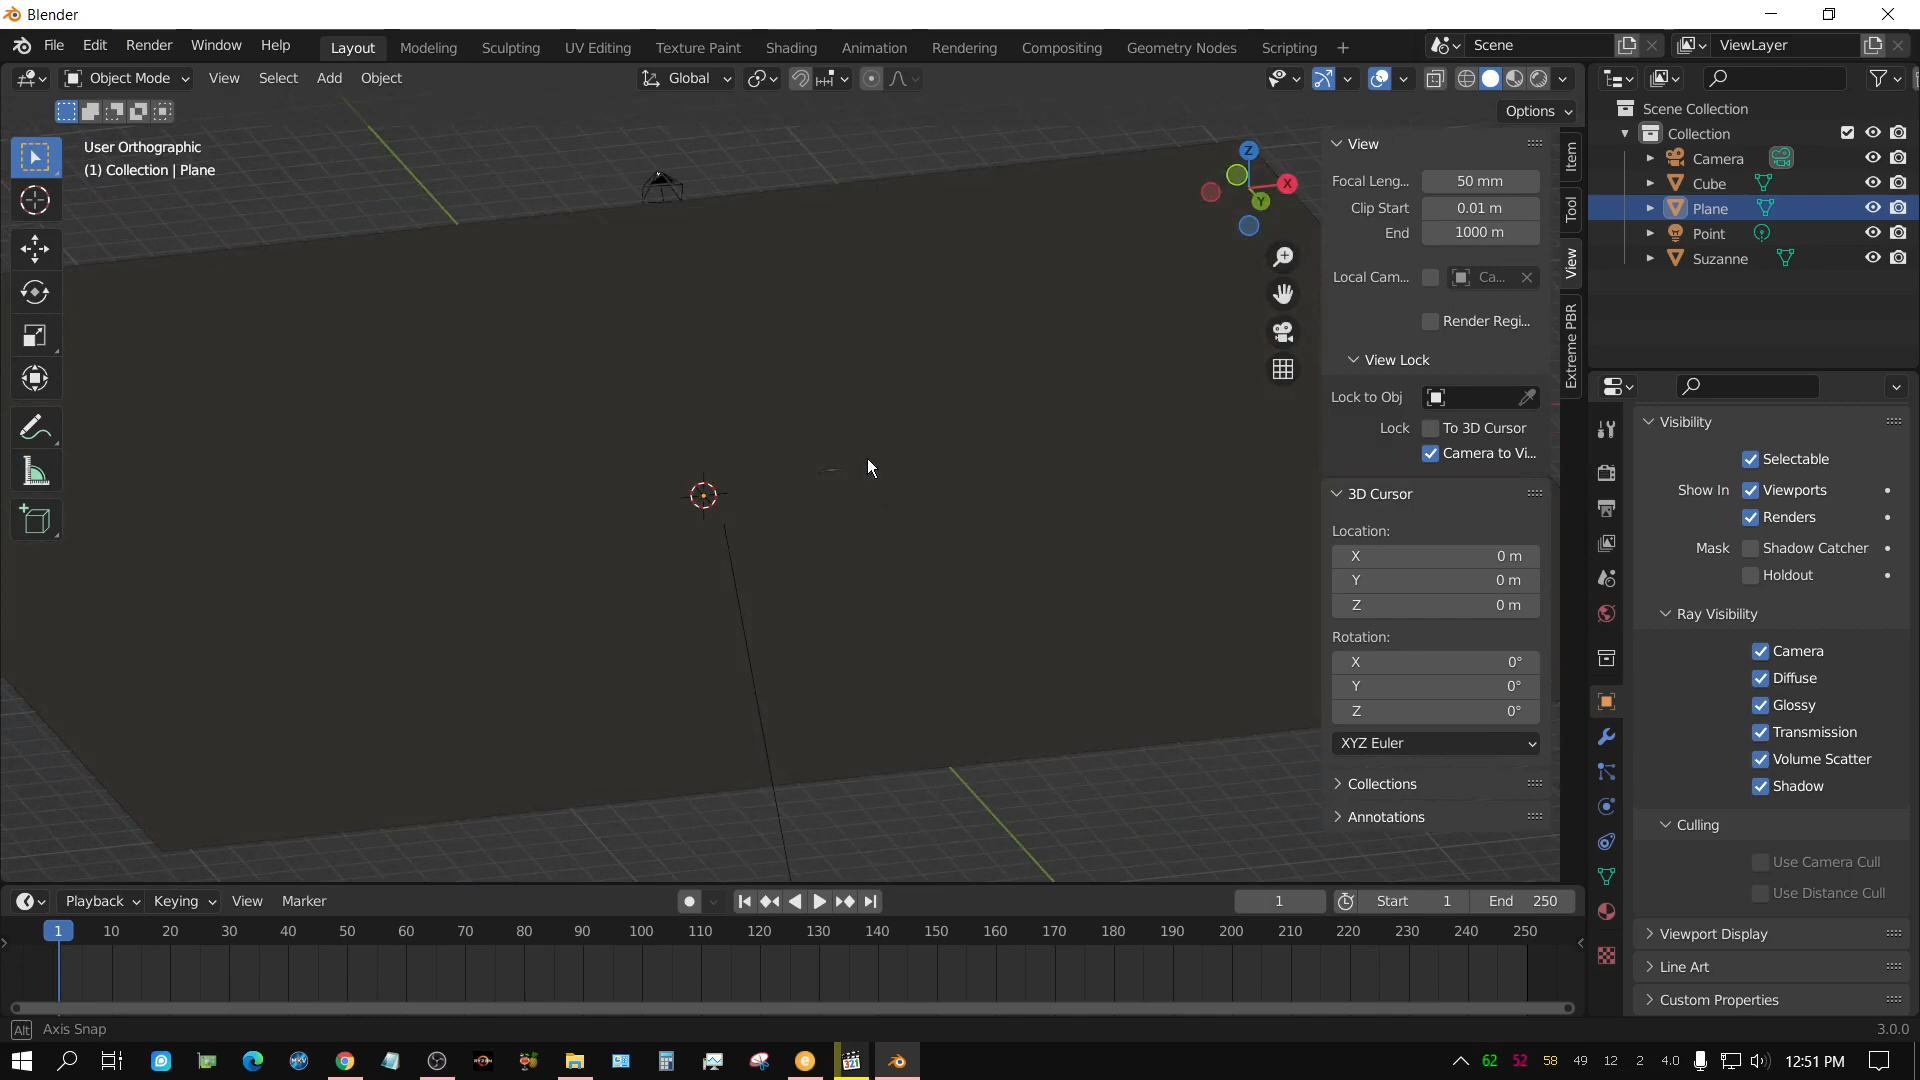 Blender
File Edit Render Window Help Layout Modeling Sculpting UV Editing Texture Paint Shading Animation Rendering Compositing Geometry Nodes Scripting + Scene ViewLayer
Object Mode View Select Add Object Global
Options
User Orthographic
(1) Collection | Plane
Z
X
Y
View
Focal Leng... 50 mm
Clip Start 0.01 m
End 1000 m
Local Cam... Ca...
Render Regi...
View Lock
Lock to Obj
Lock To 3D Cursor
Camera to Vi...
3D Cursor
Location:
X 0 m
Y 0 m
Z 0 m
Rotation:
X 0°
Y 0°
Z 0°
XYZ Euler
Collections
Annotations
Item
Tool
View
Extreme PBR
Scene Collection
Collection
Camera
Cube
Plane
Point
Suzanne
Visibility
Selectable
Show In Viewports
Renders
Mask Shadow Catcher
Holdout
Ray Visibility
Camera
Diffuse
Glossy
Transmission
Volume Scatter
Shadow
Culling
Use Camera Cull
Use Distance Cull
Viewport Display
Line Art
Custom Properties
Playback Keying View Marker 1 Start 1 End 250
1 10 20 30 40 50 60 70 80 90 100 110 120 130 140 150 160 170 180 190 200 210 220 230 240 250
Alt Axis Snap 3.0.0
62 52 58 49 12 2 4.0 12:51 PM